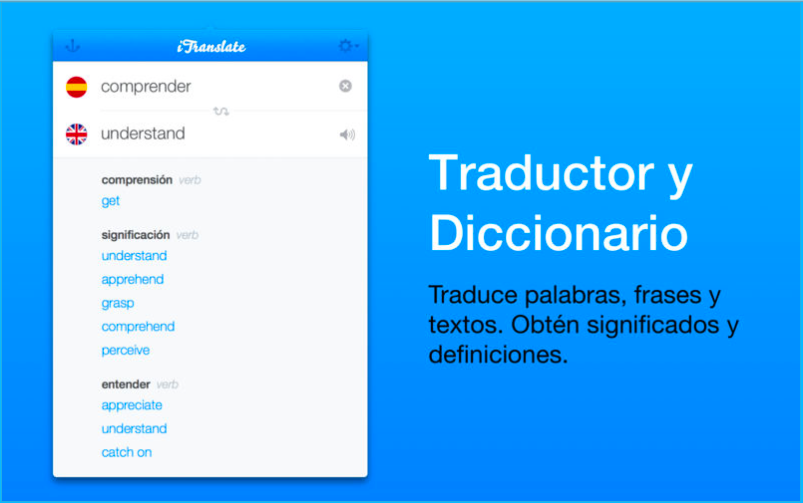 iTranslate
comprender
understand
comprensión verb
get
significación verb
understand
apprehend
grasp
comprehend
perceive
entender verb
appreciate
understand
catch on
Traductor y
Diccionario
Traduce palabras, frases y
textos. Obtén significados y
definiciones.